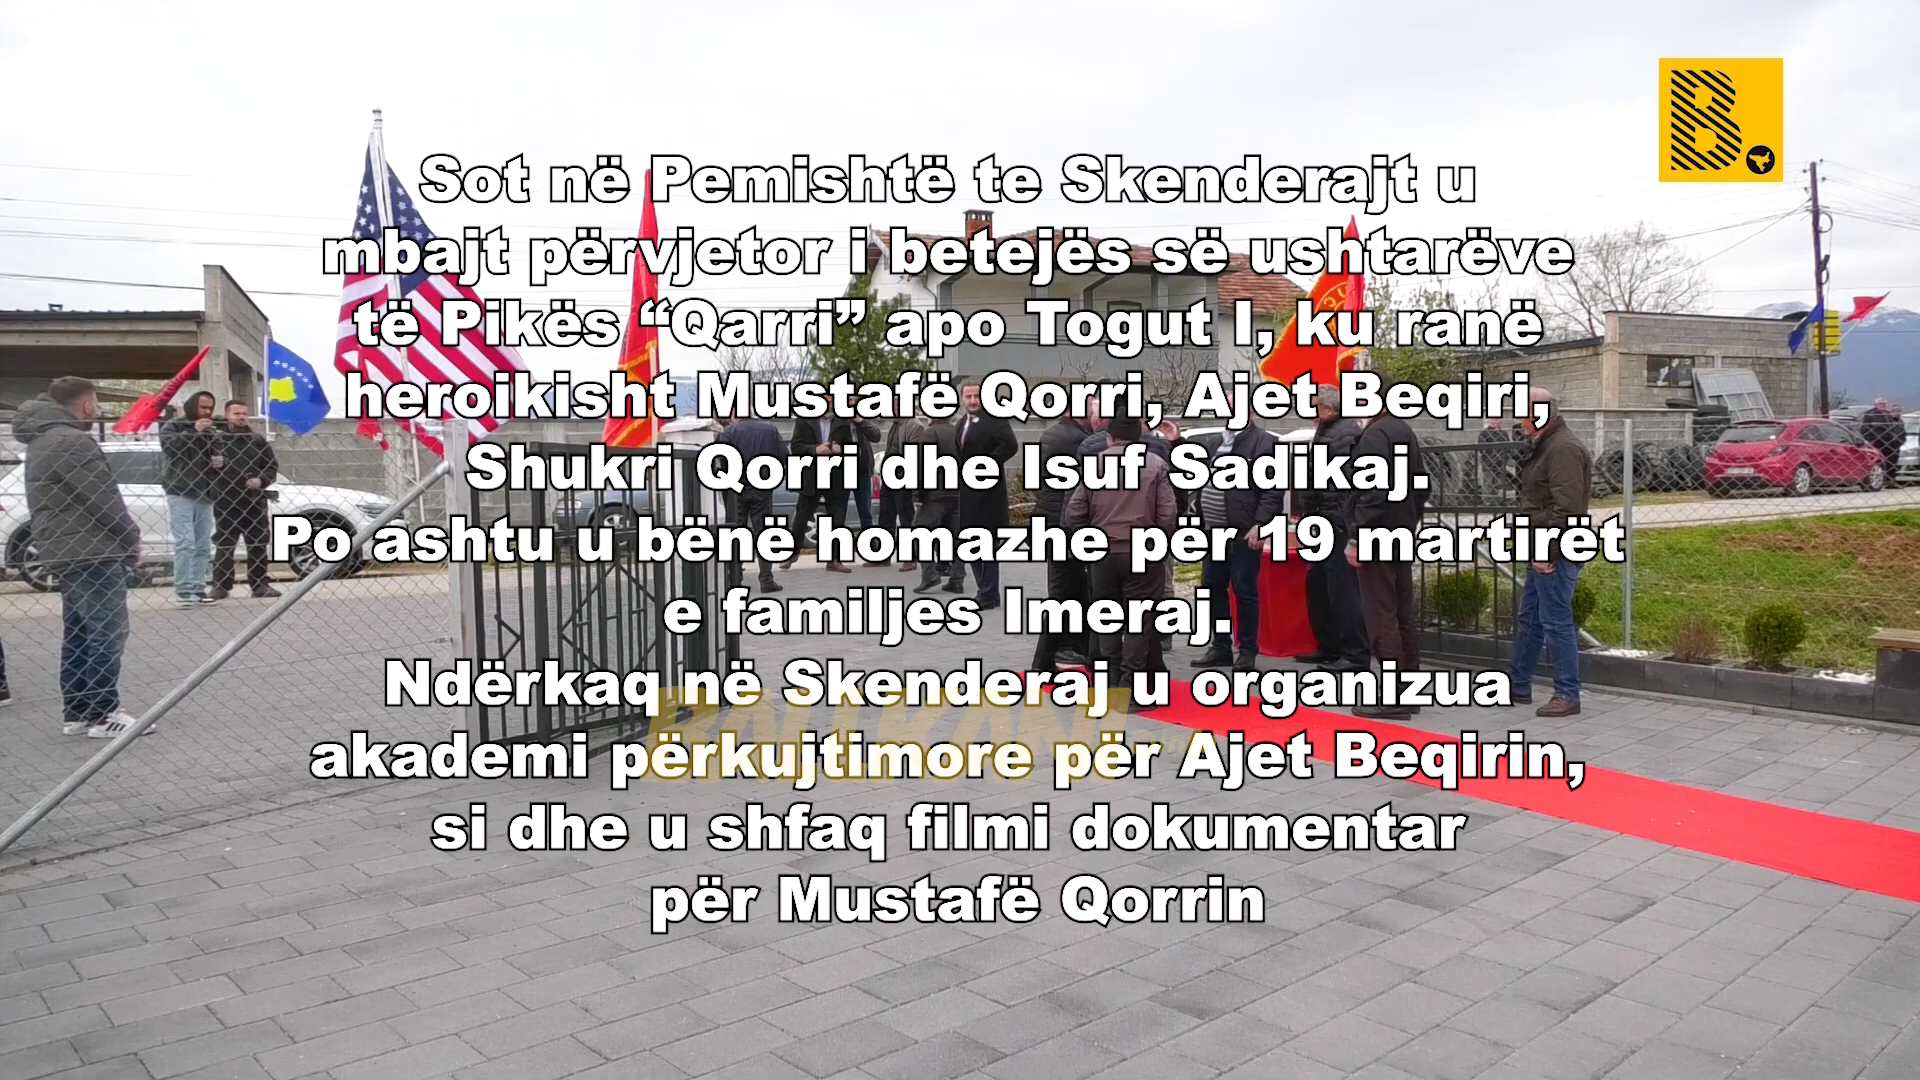 B.
Sot në Pemishtë te Skenderajt u
mbajt përvjetor i betejës së ushtarëve
të Pikës “Qarri” apo Togut I, ku ranë
heroikisht Mustafë Qorri, Ajet Beqiri,
Shukri Qorri dhe Isuf Sadikaj.
Po ashtu u bënë homazhe për 19 martirët
e familjes Imeraj.
Ndërkaq në Skenderaj u organizua
akademi përkujtimore për Ajet Beqirin,
si dhe u shfaq filmi dokumentar
për Mustafë Qorrin